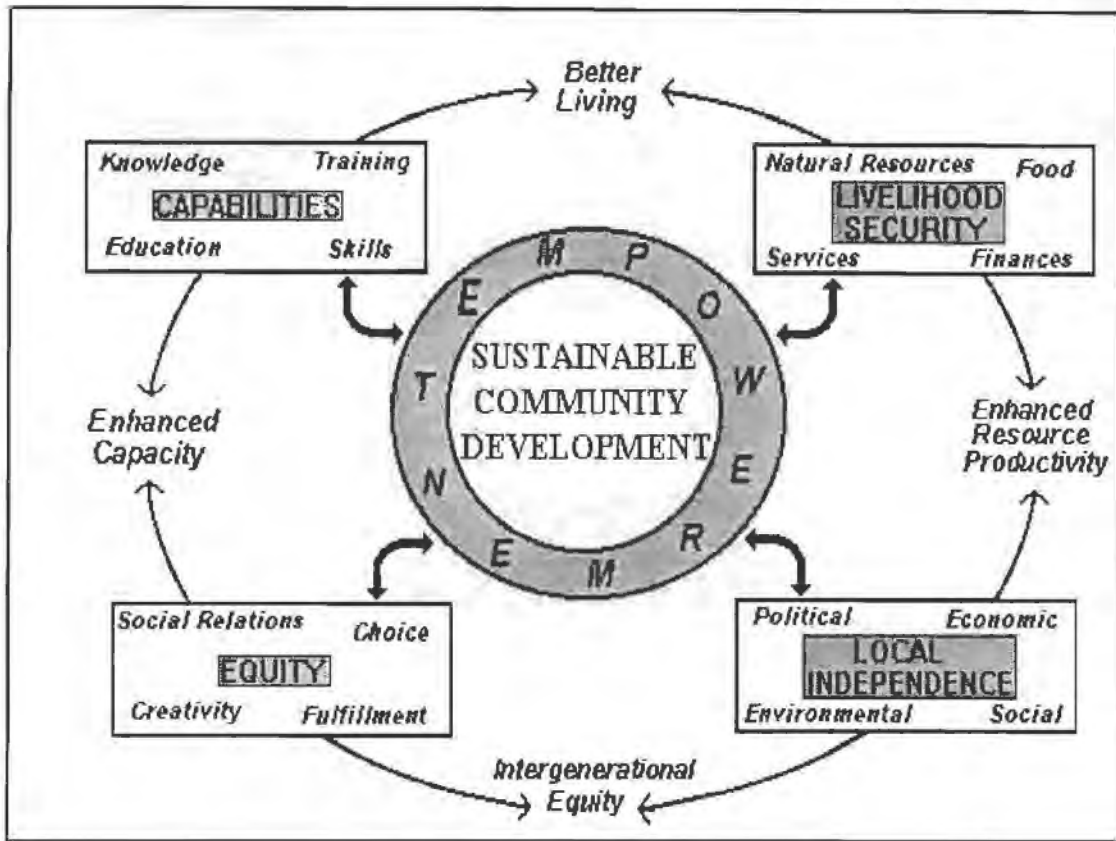 Better
Living
Knowledge Training
CAPABILITIES
Education Skills
Natural Resources Food
LIVELIHOOD
SECURITY
Services Finances
EMPOWERMENT
SUSTAINABLE
COMMUNITY
DEVELOPMENT
Enhanced
Capacity
Enhanced
Resource
Productivity
Social Relations Choice
EQUITY
Creativity Fulfillment
Political Economic
LOCAL
INDEPENDENCE
Environmental Social
Intergenerational
Equity